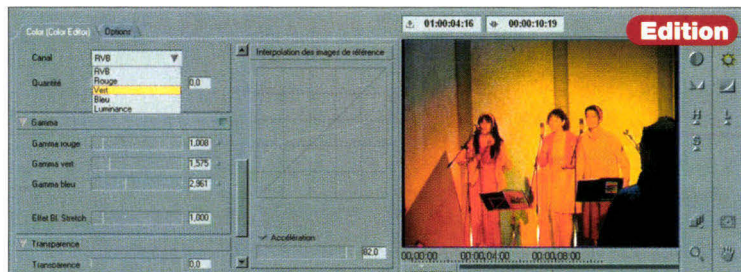 01:00:04:16
00:00:10:19
Edition
Color (Color Editor)
Options
Canal
RVB
RVB
Rouge
Vert
Bleu
Luminance
Quantité
0,0
Interpolation des images de référence
Gamma
Gamma rouge
1,008
Gamma vert
1,575
Gamma bleu
2,961
Effet Bl. Stretch
1,000
Transparence
Transparence
0,0
Accélération
82,0
00:00:00
00:00:04:00
00:00:08:00
H
L
S